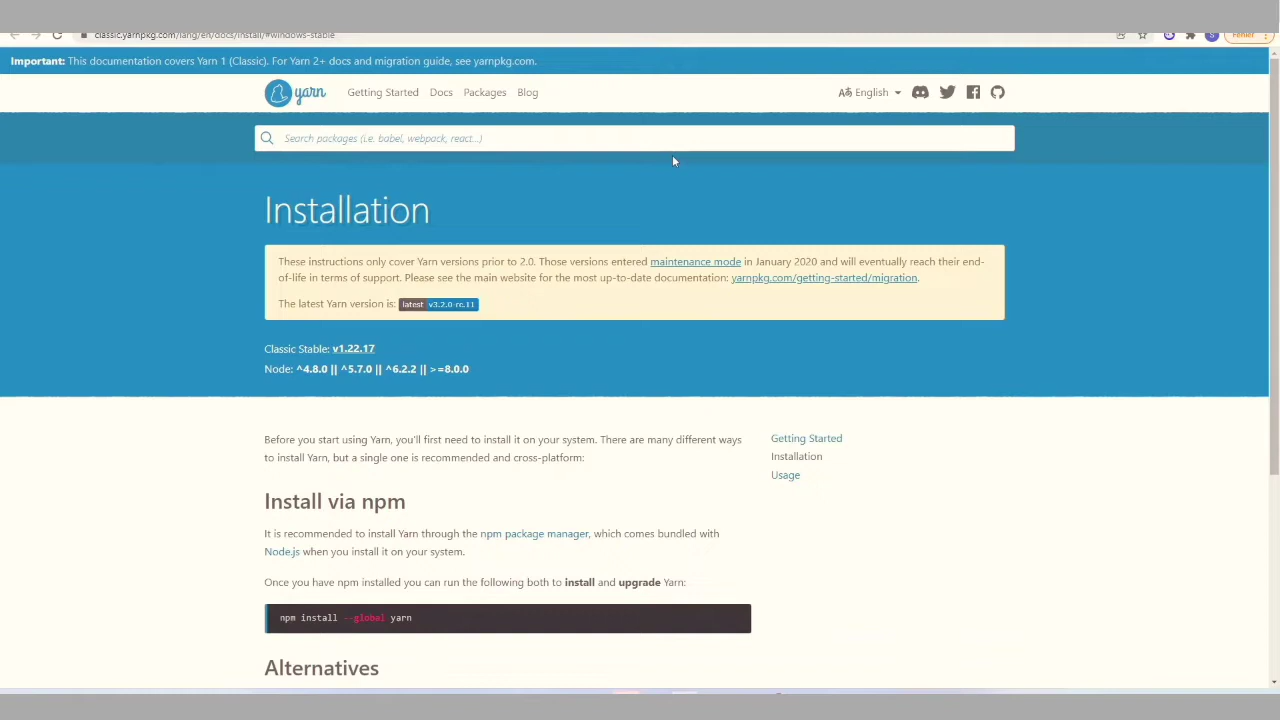 classic.yarnpkg.com/lang/en/docs/install/#windows-stable
Important: This documentation covers Yarn 1 (Classic). For Yarn 2+ docs and migration guide, see yarnpkg.com.
yarn Getting Started Docs Packages Blog English
Search packages (i.e. babel, webpack, react...)
Installation
These instructions only cover Yarn versions prior to 2.0. Those versions entered maintenance mode in January 2020 and will eventually reach their end-
of-life in terms of support. Please see the main website for the most up-to-date documentation: yarnpkg.com/getting-started/migration.
The latest Yarn version is: latest v3.2.0-rc.11
Classic Stable: v1.22.17
Node: ^4.8.0 || ^5.7.0 || ^6.2.2 || >=8.0.0
Before you start using Yarn, you'll first need to install it on your system. There are many different ways
to install Yarn, but a single one is recommended and cross-platform:
Getting Started
Installation
Usage
Install via npm
It is recommended to install Yarn through the npm package manager, which comes bundled with
Node.js when you install it on your system.
Once you have npm installed you can run the following both to install and upgrade Yarn:
npm install --global yarn
Alternatives